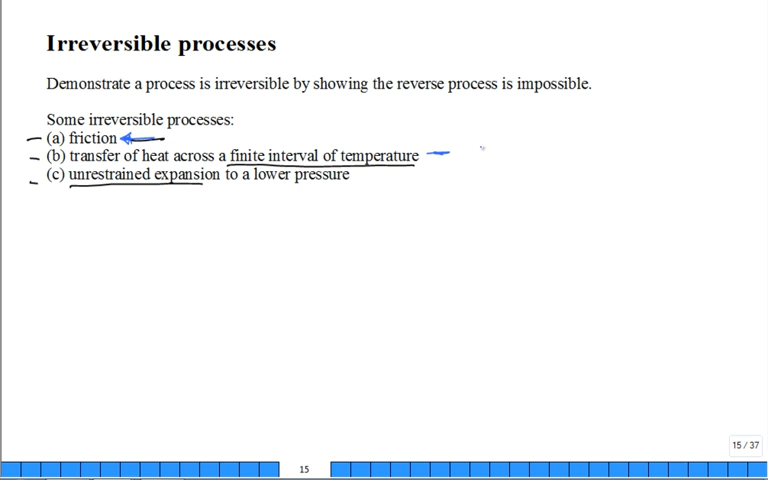 Irreversible processes
Demonstrate a process is irreversible by showing the reverse process is impossible.
Some irreversible processes:
(a) friction
(b) transfer of heat across a finite interval of temperature
(c) unrestrained expansion to a lower pressure
15 / 37
15